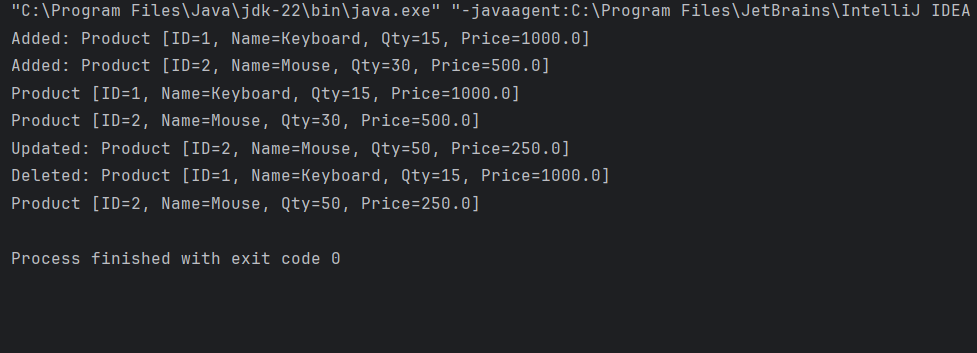 "C:\Program Files\Java\jdk-22\bin\java.exe" "-javaagent:C:\Program Files\JetBrains\IntelliJ IDEA
Added: Product [ID=1, Name=Keyboard, Qty=15, Price=1000.0]
Added: Product [ID=2, Name=Mouse, Qty=30, Price=500.0]
Product [ID=1, Name=Keyboard, Qty=15, Price=1000.0]
Product [ID=2, Name=Mouse, Qty=30, Price=500.0]
Updated: Product [ID=2, Name=Mouse, Qty=50, Price=250.0]
Deleted: Product [ID=1, Name=Keyboard, Qty=15, Price=1000.0]
Product [ID=2, Name=Mouse, Qty=50, Price=250.0]
Process finished with exit code 0